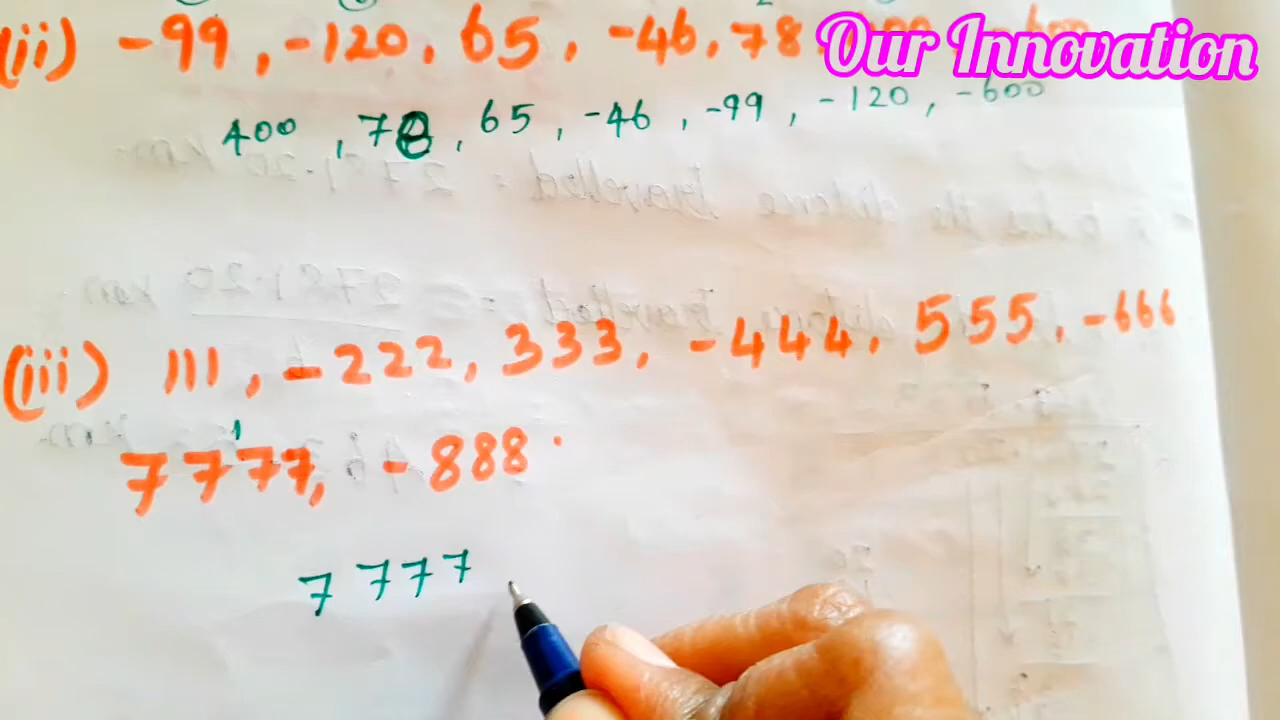 (ii) -99, -120, 65, -46, 78,
Our Innovation
400, 78, 65, -46, -99, -120, -600
(iii) 111, -222, 333, -444, 555, -666
7777, -888.
7777